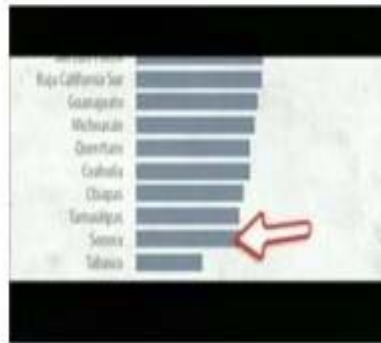 Baja California Sur
Guanajuato
Michoacán
Querétaro
Coahuila
Chiapas
Tamaulipas
Sonora
Tabasco